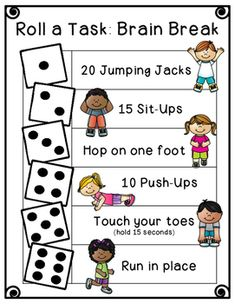 Roll a Task: Brain Break
20 Jumping Jacks
15 Sit-Ups
Hop on one foot
10 Push-Ups
Touch your toes
(hold 15 seconds)
Run in place